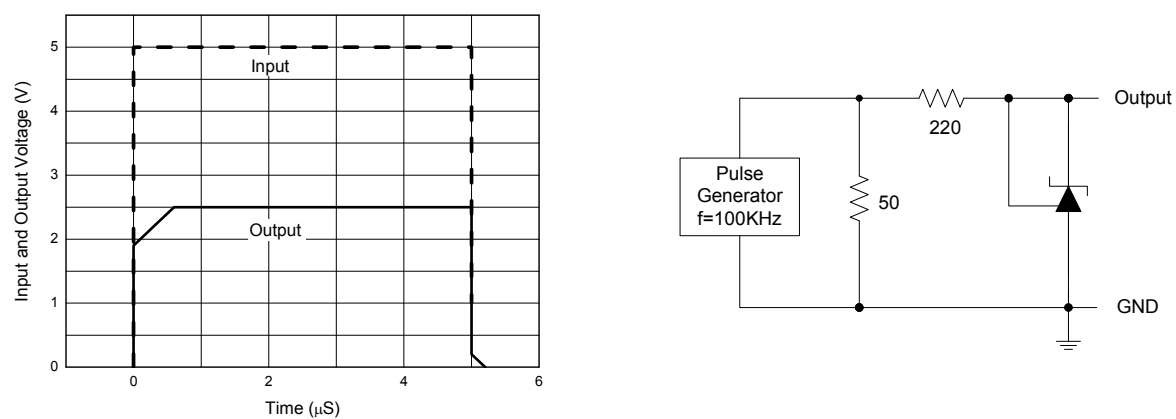 Input and Output Voltage (V)
5
4
3
2
1
0
Input
Output
0
2
4
6
Time (μS)
Pulse
Generator
f=100KHz
50
220
Output
GND